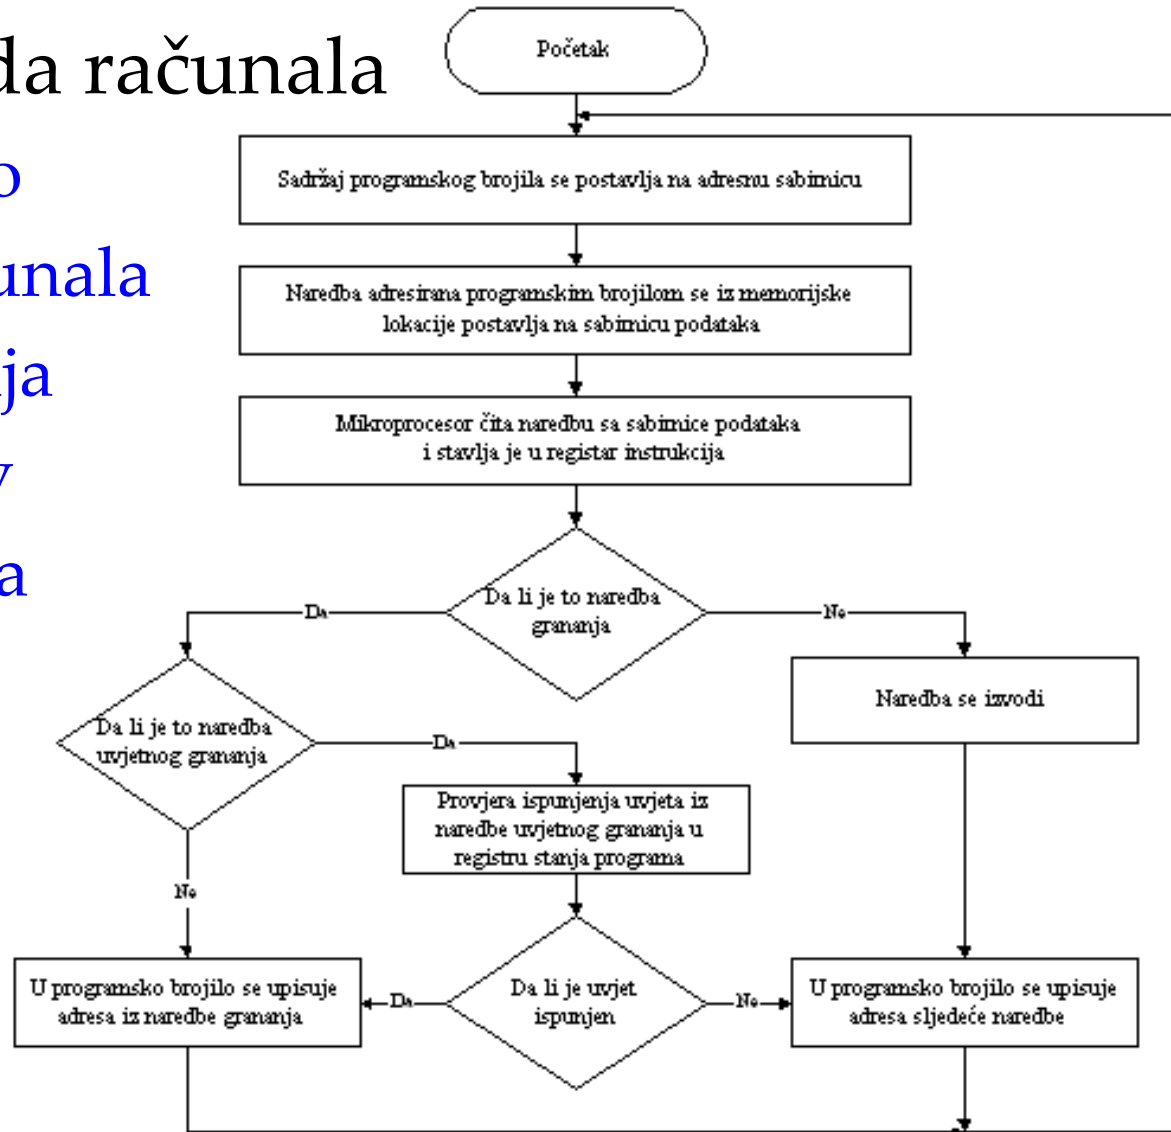 da računala
o
unala
ja
v
a
Početak
Sadržaj programskog brojila se postavlja na adresnu sabirnicu
Naredba adresirana programskim brojilom se iz memorijske
lokacije postavlja na sabirnicu podataka
Mikroprocesor čita naredbu sa sabirnice podataka
i stavlja je u registar instrukcija
Da li je to naredba
grananja
Da
Ne
Da li je to naredba
uvjetnog grananja
Da
Naredba se izvodi
Provjera ispunjenja uvjeta iz
naredbe uvjetnog grananja u
registru stanja programa
Ne
U programsko brojilo se upisuje
adresa iz naredbe grananja
Da
Da li je uvjet
ispunjen
Ne
U programsko brojilo se upisuje
adresa sljedeće naredbe